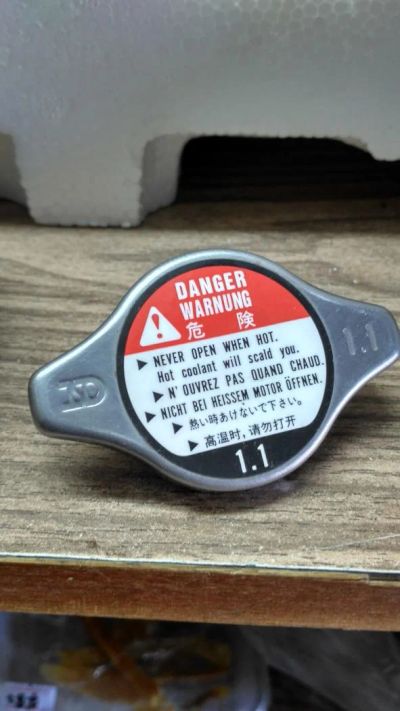 DANGER
WARNUNG
危 険
▶ NEVER OPEN WHEN HOT.
Hot coolant will scald you.
▶ N' OUVREZ PAS QUAND CHAUD.
▶ NICHT BEI HEISSEM MOTOR ÖFFNEN.
▶ 熱い時あけないで下さい。
▶ 高温时,请勿打开
1.1
1.1